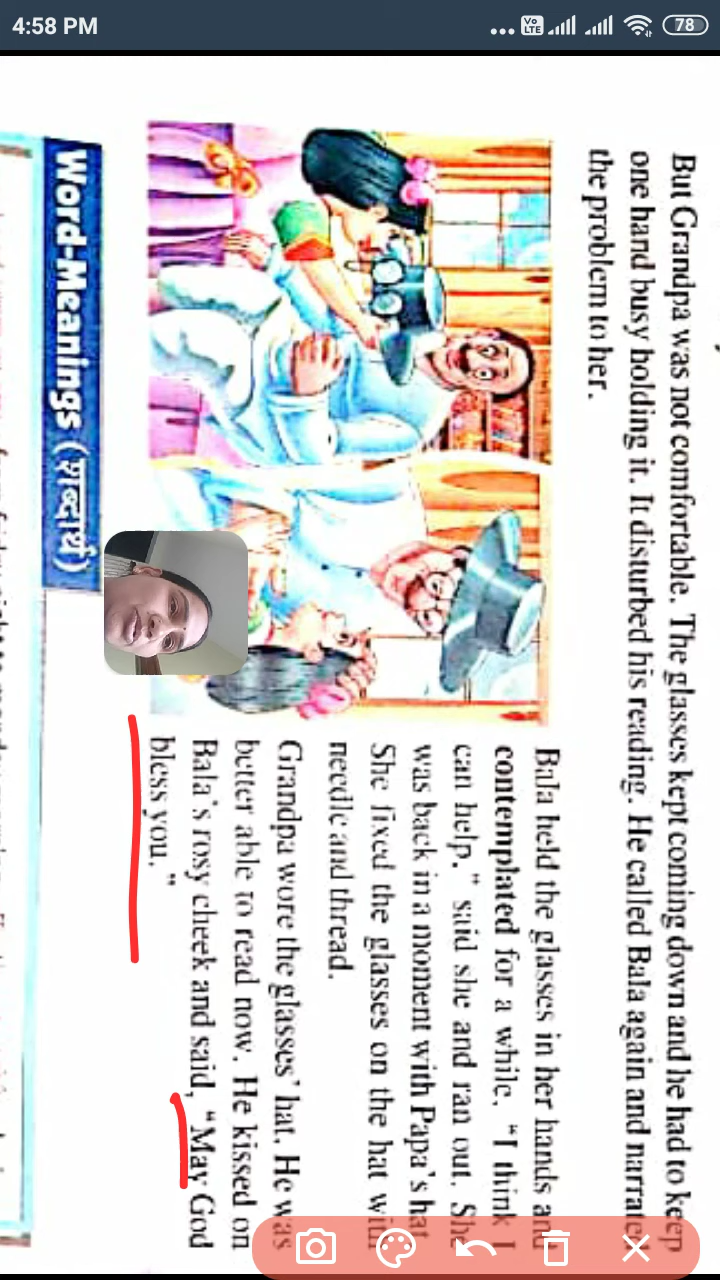 4:58 PM
Vo
LTE
78
But Grandpa was not comfortable. The glasses kept coming down and he had to keep
one hand busy holding it. It disturbed his reading. He called Bala again and narrated
the problem to her.
Bala held the glasses in her hands and
contemplated for a while. “I think I
can help.” said she and ran out. She
was back in a moment with Papa’s hat
She fixed the glasses on the hat with
needle and thread.
Grandpa wore the glasses’ hat. He was
better able to read now. He kissed on
Bala’s rosy cheek and said, “May God
bless you.”
Word-Meanings (शब्दार्थ)